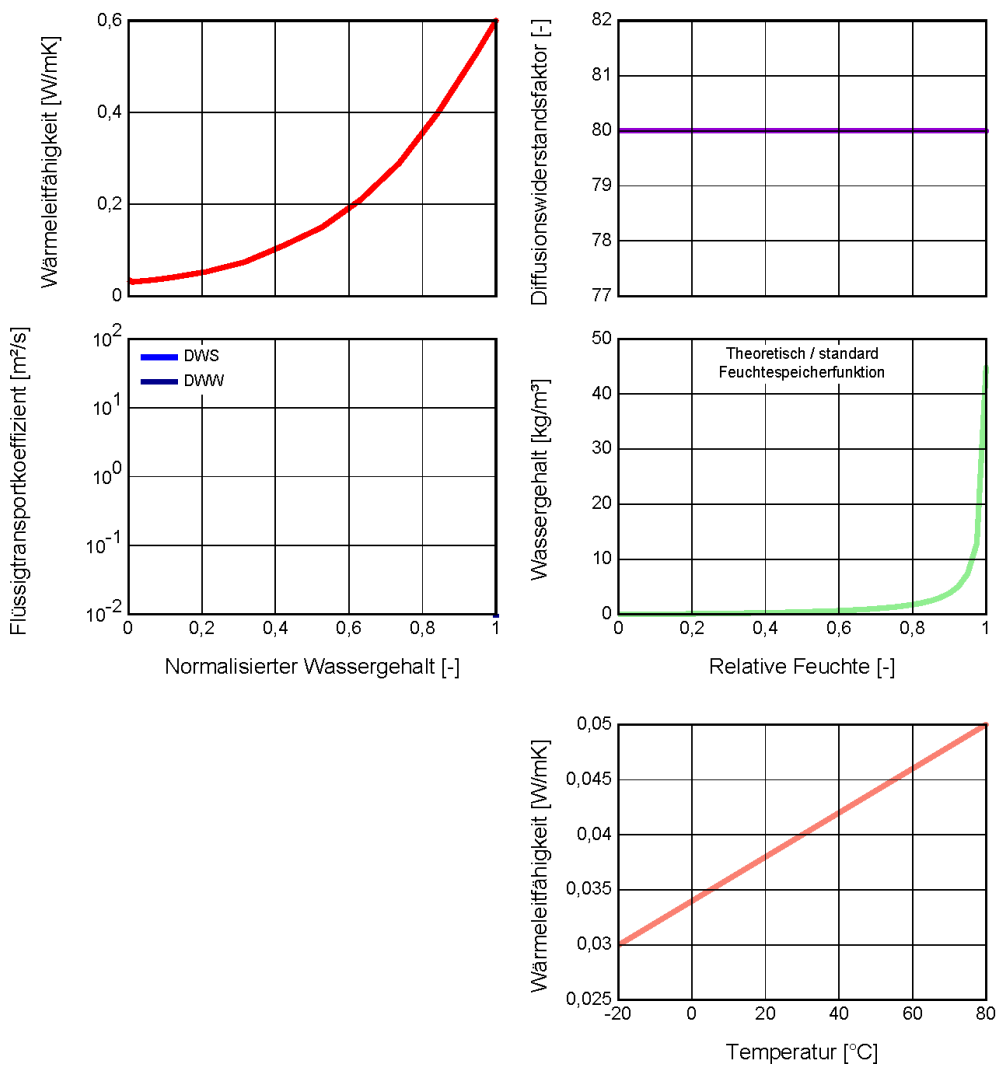 Wärmeleitfähigkeit [W/mK]
0,6
0,4
0,2
0
Diffusionswiderstandsfaktor [-]
82
81
80
79
78
77
Flüssigtransportkoeffizient [m²/s]
10²
10¹
10⁰
10⁻¹
10⁻²
DWS
DWW
0 0,2 0,4 0,6 0,8 1
Normalisierter Wassergehalt [-]
Wassergehalt [kg/m³]
50
40
30
20
10
0
Theoretisch / standard
Feuchtespeicherfunktion
0 0,2 0,4 0,6 0,8 1
Relative Feuchte [-]
Wärmeleitfähigkeit [W/mK]
0,05
0,045
0,04
0,035
0,03
0,025
-20 0 20 40 60 80
Temperatur [°C]